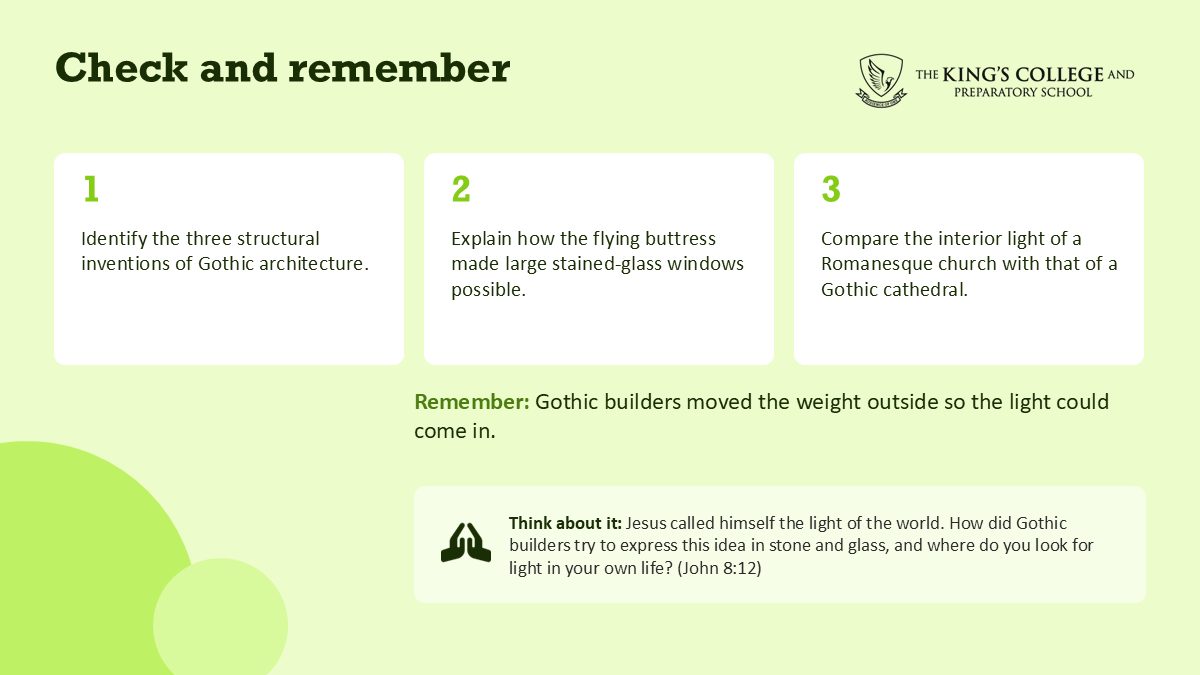 Check and remember
THE KING'S COLLEGE AND
PREPARATORY SCHOOL
1
Identify the three structural
inventions of Gothic architecture.
2
Explain how the flying buttress
made large stained-glass windows
possible.
3
Compare the interior light of a
Romanesque church with that of a
Gothic cathedral.
Remember: Gothic builders moved the weight outside so the light could
come in.
Think about it: Jesus called himself the light of the world. How did Gothic
builders try to express this idea in stone and glass, and where do you look for
light in your own life? (John 8:12)